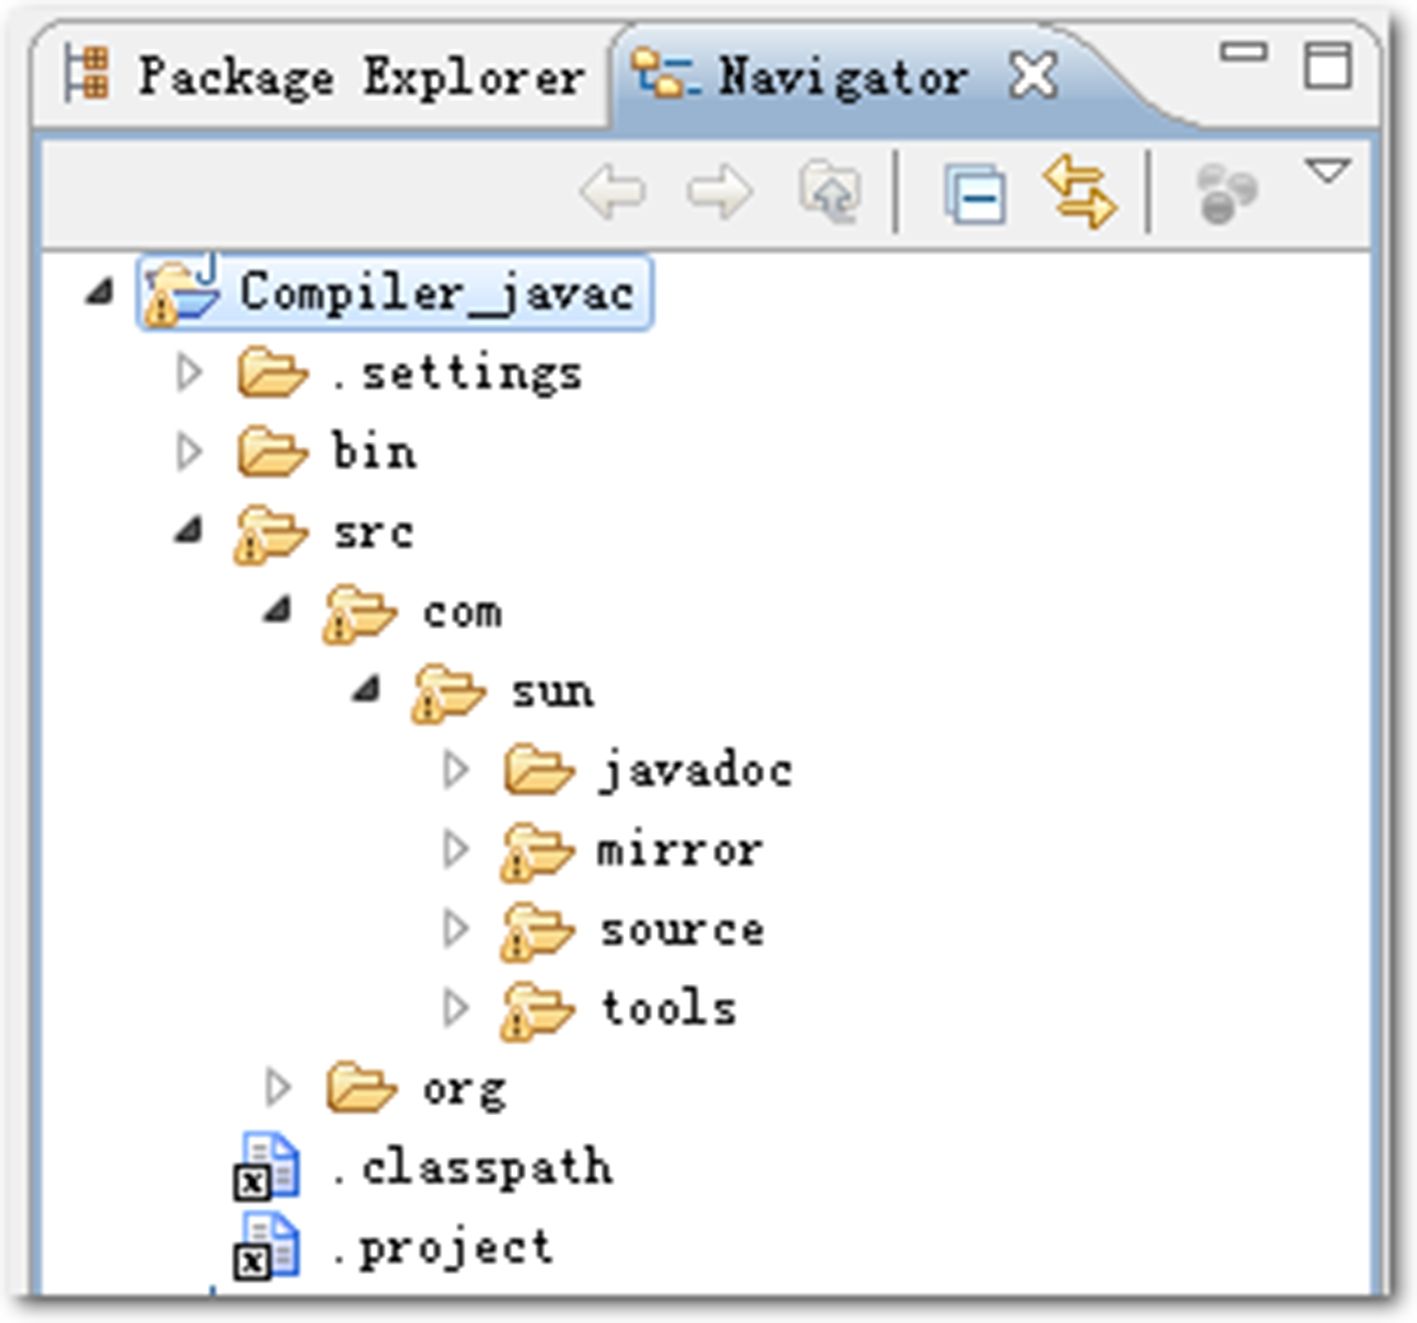 Package Explorer Navigator
Compiler_javac
.settings
bin
src
com
sun
javadoc
mirror
source
tools
org
.classpath
.project